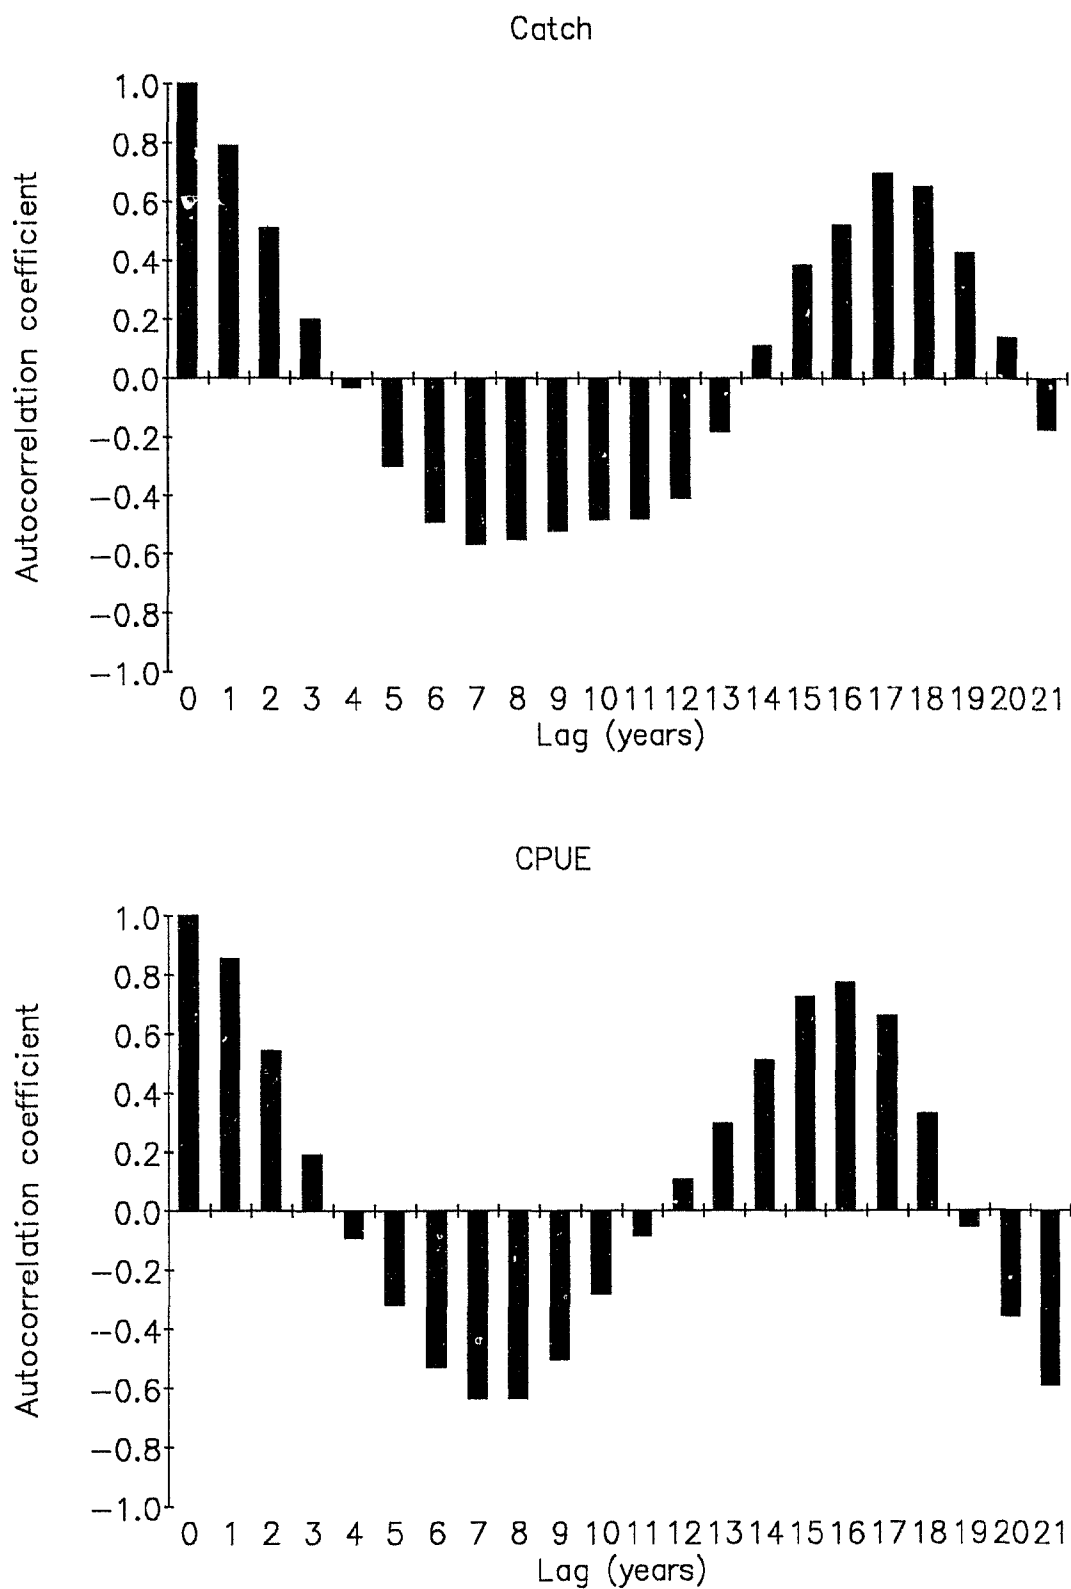 Catch
Autocorrelation coefficient
1.0
0.8
0.6
0.4
0.2
0.0
−0.2
−0.4
−0.6
−0.8
−1.0
0 1 2 3 4 5 6 7 8 9 10 11 12 13 14 15 16 17 18 19 20 21
Lag (years)
CPUE
Autocorrelation coefficient
1.0
0.8
0.6
0.4
0.2
0.0
−0.2
−0.4
−0.6
−0.8
−1.0
0 1 2 3 4 5 6 7 8 9 10 11 12 13 14 15 16 17 18 19 20 21
Lag (years)